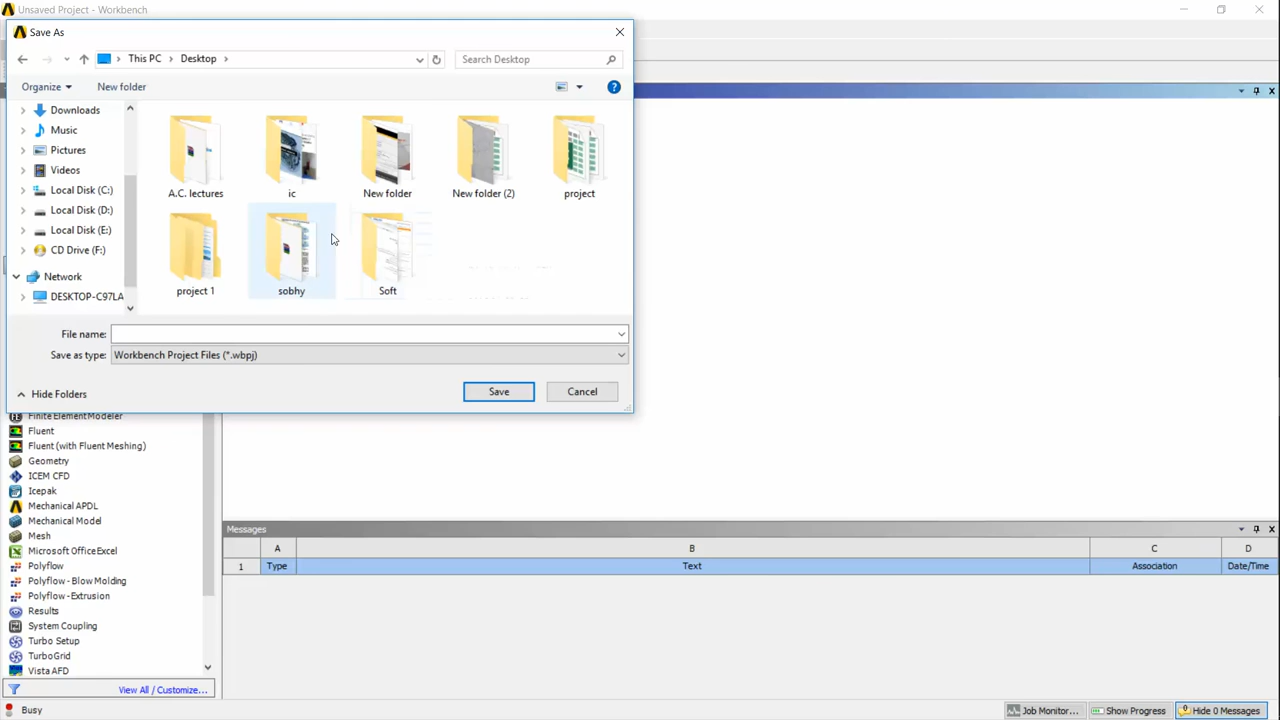 Unsaved Project - Workbench
Save As
This PC
Desktop
Search Desktop
Organize
New folder
Downloads
Music
Pictures
Videos
Local Disk (C:)
Local Disk (D:)
Local Disk (E:)
CD Drive (F:)
Network
DESKTOP-C97LA
A.C. lectures
ic
New folder
New folder (2)
project
project 1
sobhy
Soft
File name:
Save as type:
Workbench Project Files (*.wbpj)
Hide Folders
Save
Cancel
Finite Element Modeler
Fluent
Fluent (with Fluent Meshing)
Geometry
ICEM CFD
Icepak
Mechanical APDL
Mechanical Model
Mesh
Microsoft Office Excel
Polyflow
Polyflow - Blow Molding
Polyflow - Extrusion
Results
System Coupling
Turbo Setup
TurboGrid
Vista AFD
View All / Customize...
Messages
A B C D
1 Type Text Association Date/Time
Busy
Job Monitor...
Show Progress
Hide 0 Messages